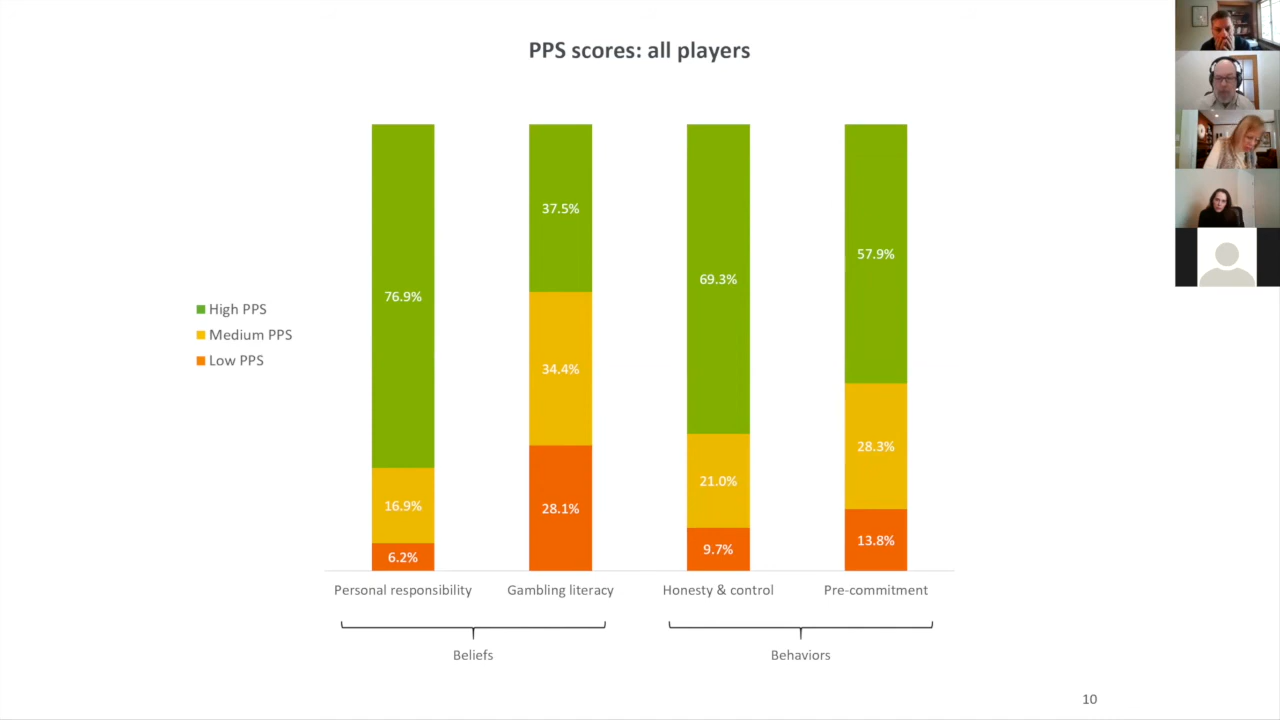 PPS scores: all players
High PPS
Medium PPS
Low PPS
76.9%
16.9%
6.2%
37.5%
34.4%
28.1%
69.3%
21.0%
9.7%
57.9%
28.3%
13.8%
Personal responsibility
Gambling literacy
Honesty & control
Pre-commitment
Beliefs
Behaviors
10